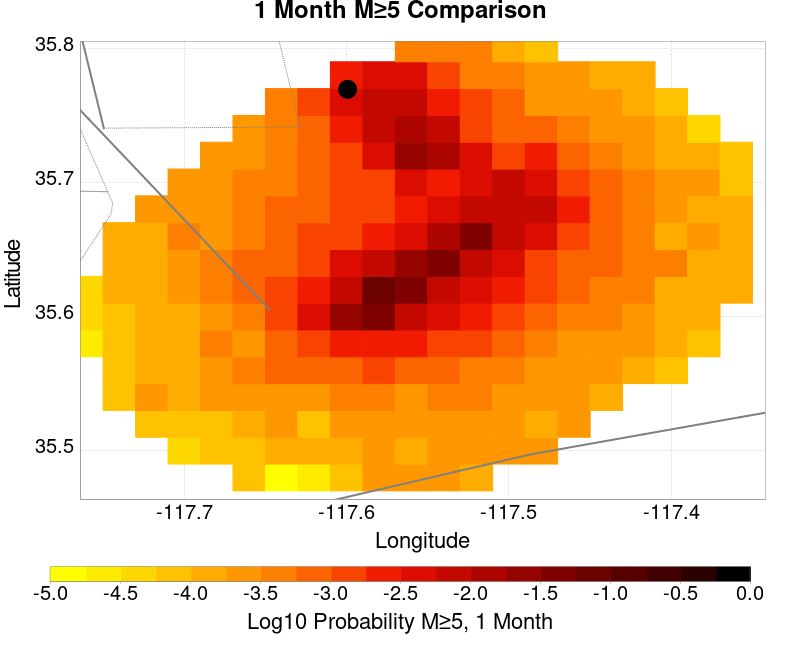 1 Month M≥5 Comparison
35.8
35.7
35.6
35.5
Latitude
-117.7 -117.6 -117.5 -117.4
Longitude
-5.0 -4.5 -4.0 -3.5 -3.0 -2.5 -2.0 -1.5 -1.0 -0.5 0.0
Log10 Probability M≥5, 1 Month